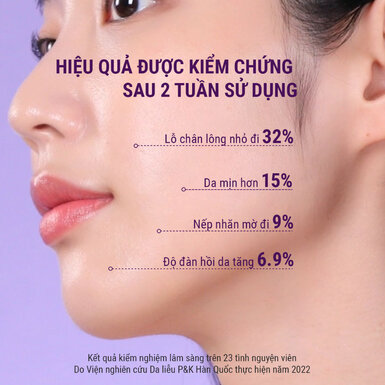 HIỆU QUẢ ĐƯỢC KIỂM CHỨNG
SAU 2 TUẦN SỬ DỤNG
Lỗ chân lông nhỏ đi 32%
Da mịn hơn 15%
Nếp nhăn mờ đi 9%
Độ đàn hồi da tăng 6.9%
Kết quả kiểm nghiệm lâm sàng trên 23 tình nguyện viên
Do Viện nghiên cứu Da liễu P&K Hàn Quốc thực hiện năm 2022